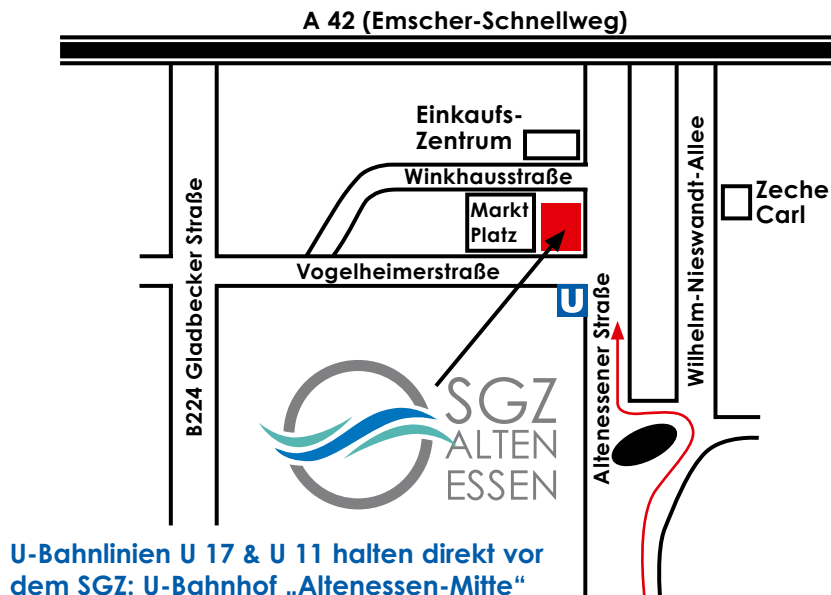 A 42 (Emscher-Schnellweg)
Einkaufs-
Zentrum
Winkhausstraße
Markt
Platz
Zeche
Carl
Vogelheimerstraße
U
B224 Gladbecker Straße
Altenessener Straße
Wilhelm-Nieswandt-Allee
SGZ
ALTEN
ESSEN
U-Bahnlinien U 17 & U 11 halten direkt vor
dem SGZ: U-Bahnhof „Altenessen-Mitte“